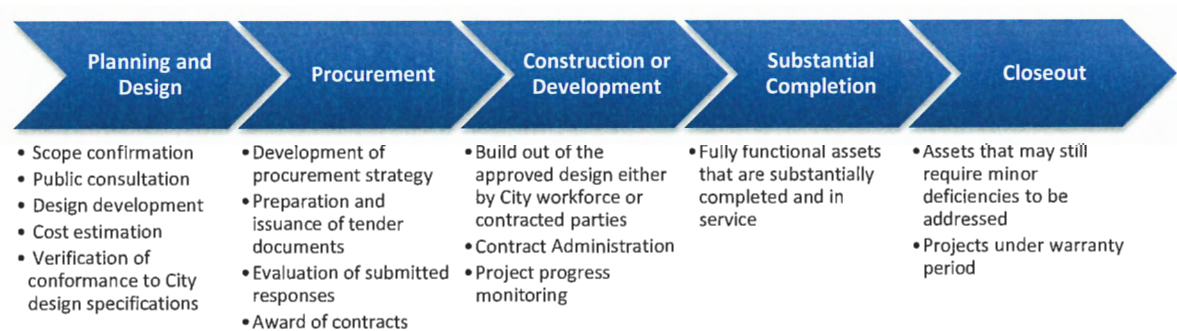 Planning and
Design
Procurement
Construction or
Development
Substantial
Completion
Closeout
• Scope confirmation
• Public consultation
• Design development
• Cost estimation
• Verification of
conformance to City
design specifications
• Development of
procurement strategy
• Preparation and
issuance of tender
documents
• Evaluation of submitted
responses
• Award of contracts
• Build out of the
approved design either
by City workforce or
contracted parties
• Contract Administration
• Project progress
monitoring
• Fully functional assets
that are substantially
completed and in
service
• Assets that may still
require minor
deficiencies to be
addressed
• Projects under warranty
period